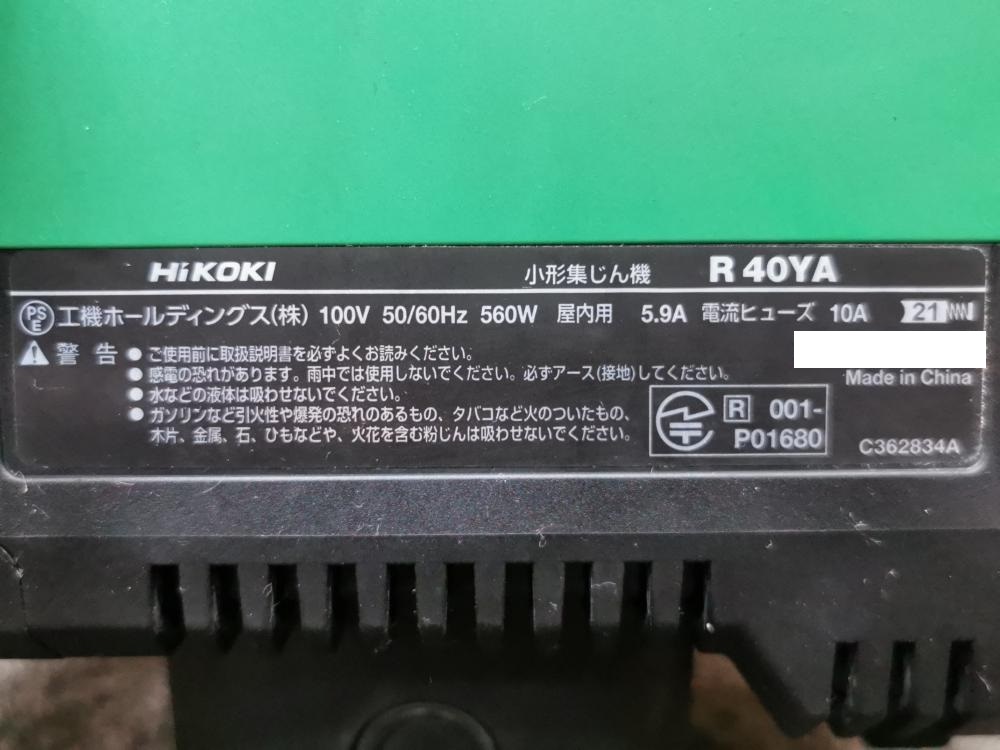 HiKOKI 小形集じん機 R 40YA
PSE 工機ホールディングス(株) 100V 50/60Hz 560W 屋内用 5.9A 電流ヒューズ 10A 21
警告 ● ご使用前に取扱説明書を必ずよくお読みください。
● 感電の恐れがあります。雨中では使用しないでください。必ずアース(接地)してください。
● 水などの液体は吸わせないでください。
● ガソリンなど引火性や爆発の恐れのあるもの、タバコなど火のついたもの、
木片、金属、石、ひもなどや、火花を含む粉じんは吸わせないでください。
Made in China
R 001-
P01680
C362834A